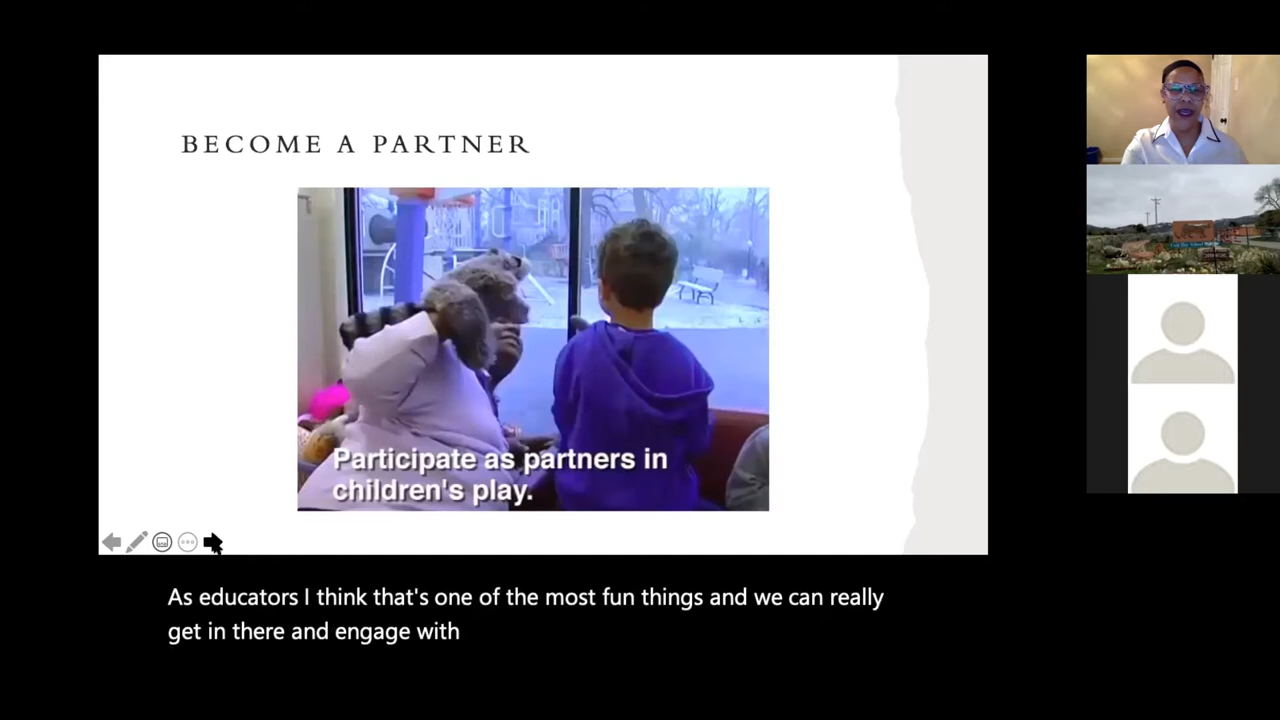 BECOME A PARTNER
Participate as partners in
children's play.
As educators I think that's one of the most fun things and we can really
get in there and engage with